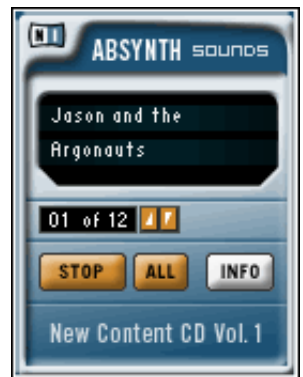 NI ABSYNTH SOUNDS
Jason and the
Argonauts
01 of 12
STOP ALL INFO
New Content CD Vol. 1